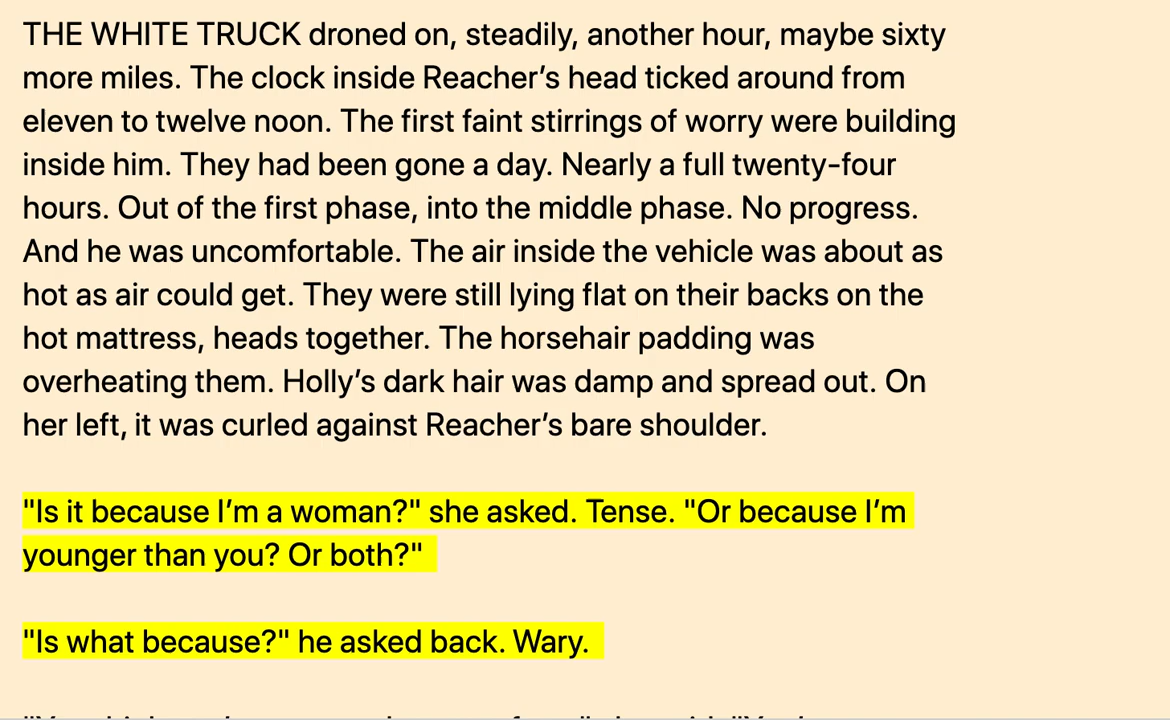 THE WHITE TRUCK droned on, steadily, another hour, maybe sixty
more miles. The clock inside Reacher’s head ticked around from
eleven to twelve noon. The first faint stirrings of worry were building
inside him. They had been gone a day. Nearly a full twenty-four
hours. Out of the first phase, into the middle phase. No progress.
And he was uncomfortable. The air inside the vehicle was about as
hot as air could get. They were still lying flat on their backs on the
hot mattress, heads together. The horsehair padding was
overheating them. Holly’s dark hair was damp and spread out. On
her left, it was curled against Reacher’s bare shoulder.
"Is it because I’m a woman?" she asked. Tense. "Or because I’m
younger than you? Or both?"
"Is what because?" he asked back. Wary.